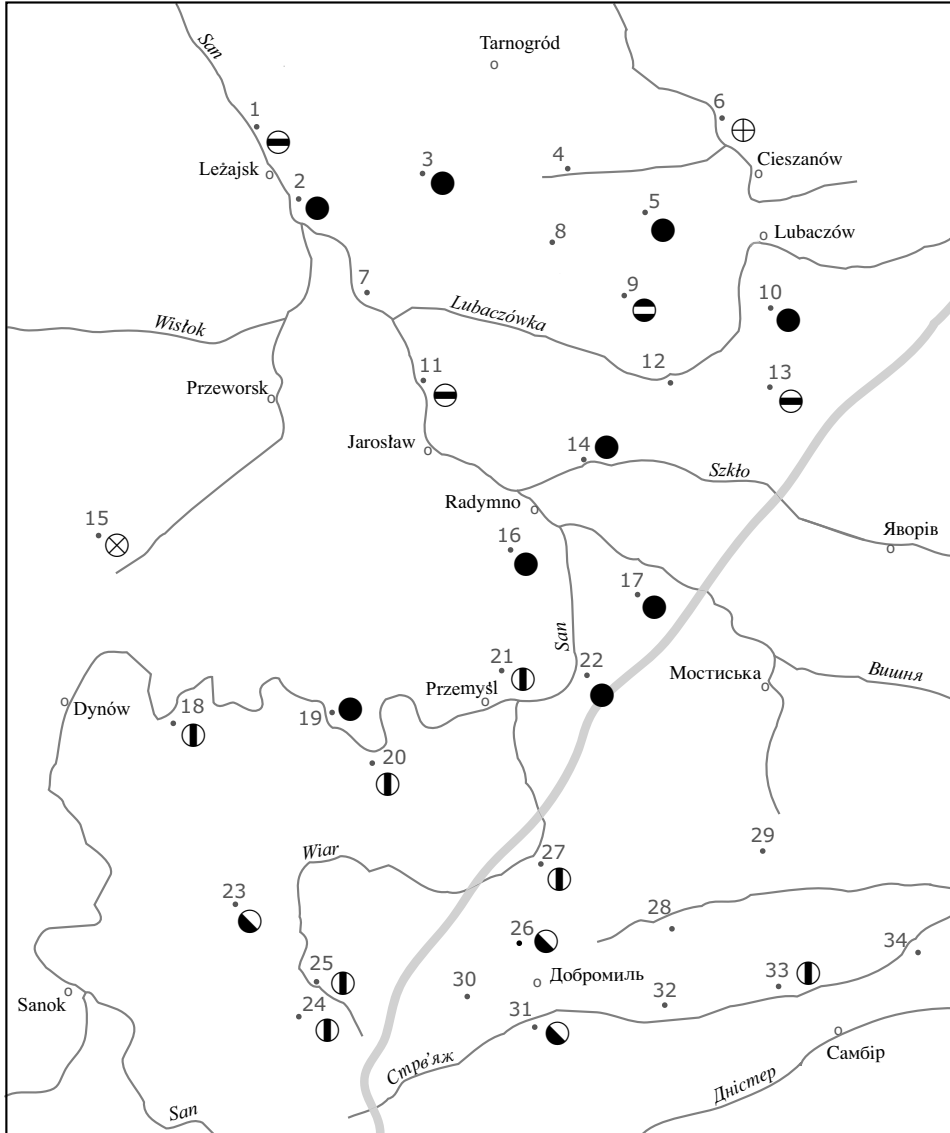 San
Tarnogród
1
6
Leżajsk
3
4
Cieszanów
2
5
8
Lubaczów
7
9
10
Lubaczówka
Wisłok
11
12
13
Przeworsk
Jarosław
14
Szkło
Radymno
15
16
Яворів
17
San
21
22
Мостиська
Вишня
Przemyśl
Dynów
18
19
20
29
Wiar
27
23
28
26
34
25
30
Добромиль
33
Sanok
24
31
32
Самбір
Стрв'яж
Дністер
San